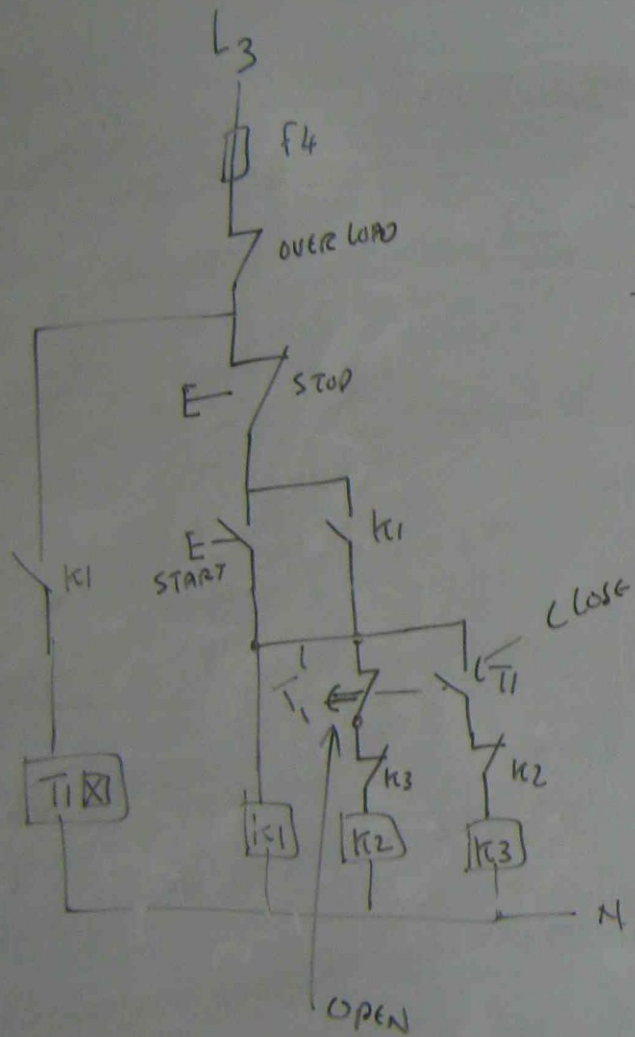 L3
f4
OVER LOAD
STOP
E
K1
E
START
K1
CLOSE
T1
T1
K3
K2
T1
K1
K2
K3
N
OPEN